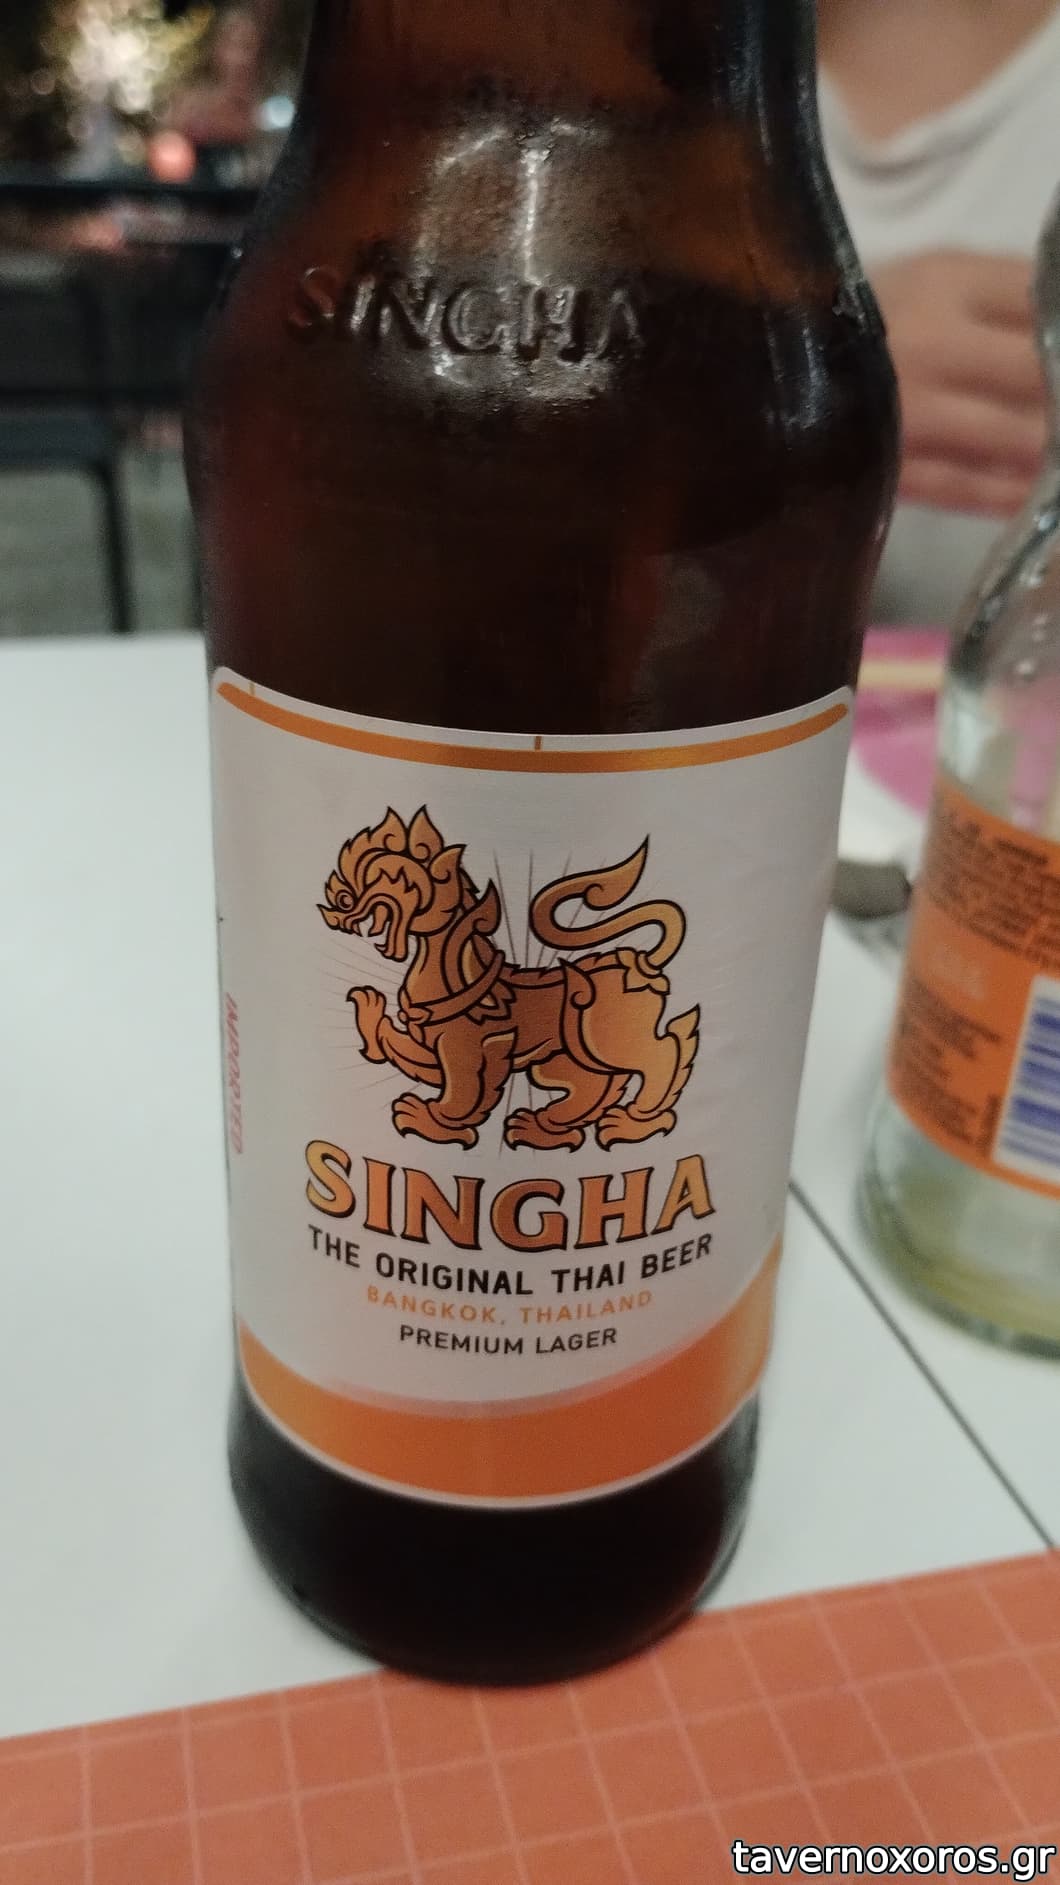 SINGHA
IMPORTED
SINGHA
THE ORIGINAL THAI BEER
BANGKOK, THAILAND
PREMIUM LAGER
tavernoxoros.gr